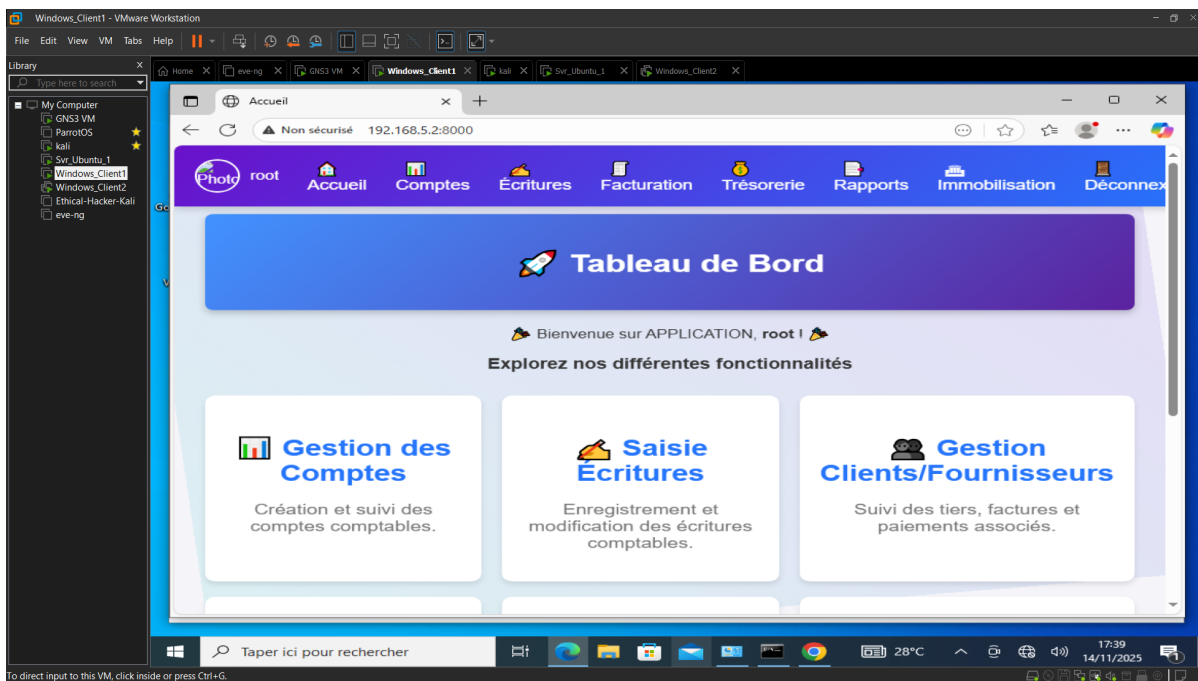 Windows_Client1 - VMware Workstation
File Edit View VM Tabs Help
Library
Type here to search
My Computer
GNS3 VM
ParrotOS
kali
Svr_Ubuntu_1
Windows_Client1
Windows_Client2
Ethical-Hacker-Kali
eve-ng
Home eve-ng GNS3 VM Windows_Client1 kali Svr_Ubuntu_1 Windows_Client2
Accueil
Non sécurisé 192.168.5.2:8000
Photo root Accueil Comptes Écritures Facturation Trésorerie Rapports Immobilisation Déconnex
Go
V
Tableau de Bord
Bienvenue sur APPLICATION, root !
Explorez nos différentes fonctionnalités
Gestion des
Comptes
Création et suivi des
comptes comptables.
Saisie
Écritures
Enregistrement et
modification des écritures
comptables.
Gestion
Clients/Fournisseurs
Suivi des tiers, factures et
paiements associés.
Taper ici pour rechercher
28°C
17:39
14/11/2025
1
To direct input to this VM, click inside or press Ctrl+G.